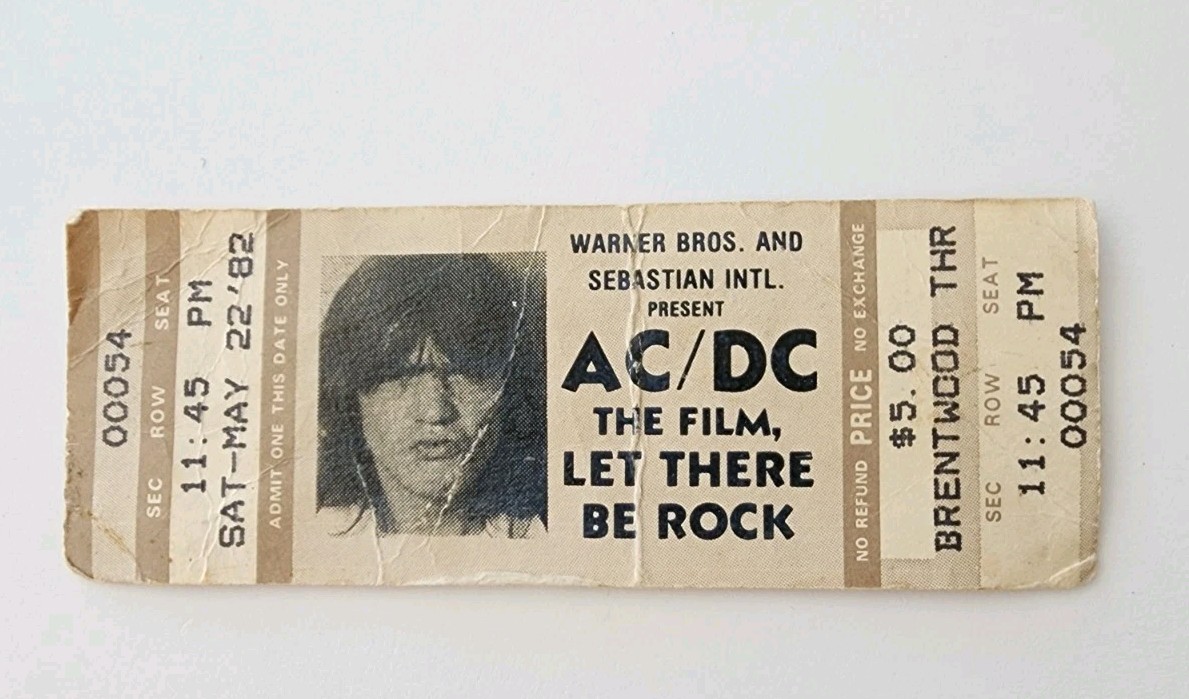 00054
SEC ROW SEAT
11:45 PM
SAT-MAY 22'82
ADMIT ONE THIS DATE ONLY
WARNER BROS. AND
SEBASTIAN INTL.
PRESENT
AC/DC
THE FILM,
LET THERE
BE ROCK
NO REFUND PRICE NO EXCHANGE
$5.00
BRENTWOOD THR
SEC ROW SEAT
11:45 PM
00054